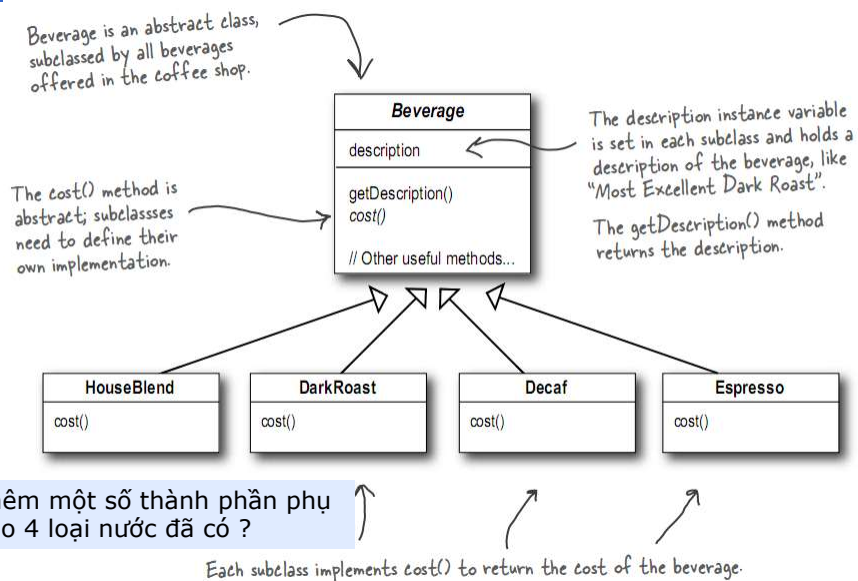 Beverage is an abstract class,
subclassed by all beverages
offered in the coffee shop.
Beverage
description
getDescription()
cost()
// Other useful methods...
The description instance variable
is set in each subclass and holds a
description of the beverage, like
"Most Excellent Dark Roast".
The getDescription() method
returns the description.
The cost() method is
abstract; subclassses
need to define their
own implementation.
HouseBlend
cost()
DarkRoast
cost()
Decaf
cost()
Espresso
cost()
một số thành phần phụ
4 loại nước đã có ?
Each subclass implements cost() to return the cost of the beverage.